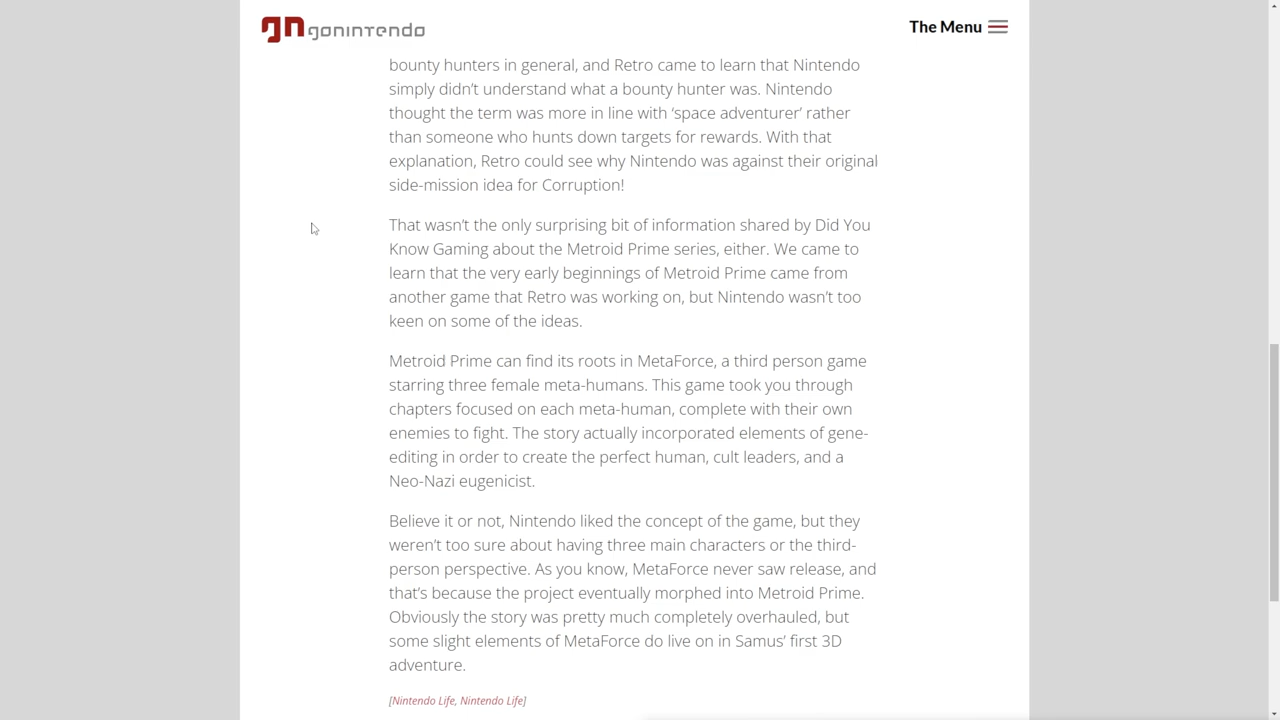 gn gonintendo
The Menu
bounty hunters in general, and Retro came to learn that Nintendo
simply didn’t understand what a bounty hunter was. Nintendo
thought the term was more in line with ‘space adventurer’ rather
than someone who hunts down targets for rewards. With that
explanation, Retro could see why Nintendo was against their original
side-mission idea for Corruption!
That wasn’t the only surprising bit of information shared by Did You
Know Gaming about the Metroid Prime series, either. We came to
learn that the very early beginnings of Metroid Prime came from
another game that Retro was working on, but Nintendo wasn’t too
keen on some of the ideas.
Metroid Prime can find its roots in MetaForce, a third person game
starring three female meta-humans. This game took you through
chapters focused on each meta-human, complete with their own
enemies to fight. The story actually incorporated elements of gene-
editing in order to create the perfect human, cult leaders, and a
Neo-Nazi eugenicist.
Believe it or not, Nintendo liked the concept of the game, but they
weren’t too sure about having three main characters or the third-
person perspective. As you know, MetaForce never saw release, and
that’s because the project eventually morphed into Metroid Prime.
Obviously the story was pretty much completely overhauled, but
some slight elements of MetaForce do live on in Samus’ first 3D
adventure.
[Nintendo Life, Nintendo Life]